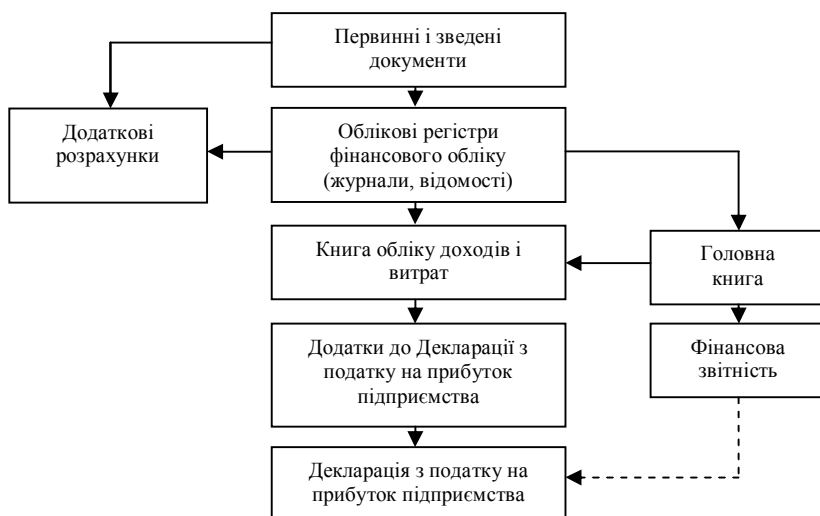 Первинні і зведені
документи
Додаткові
розрахунки
Облікові регістри
фінансового обліку
(журнали, відомості)
Книга обліку доходів і
витрат
Головна
книга
Додатки до Декларації з
податку на прибуток
підприємства
Фінансова
звітність
Декларація з податку на
прибуток підприємства